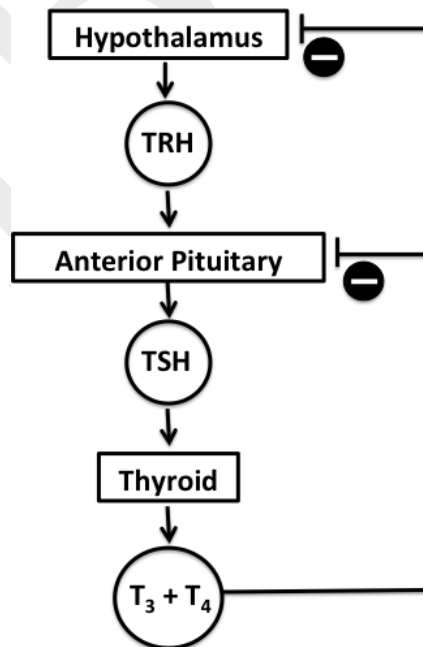 Hypothalamus
TRH
Anterior Pituitary
TSH
Thyroid
T₃ + T₄